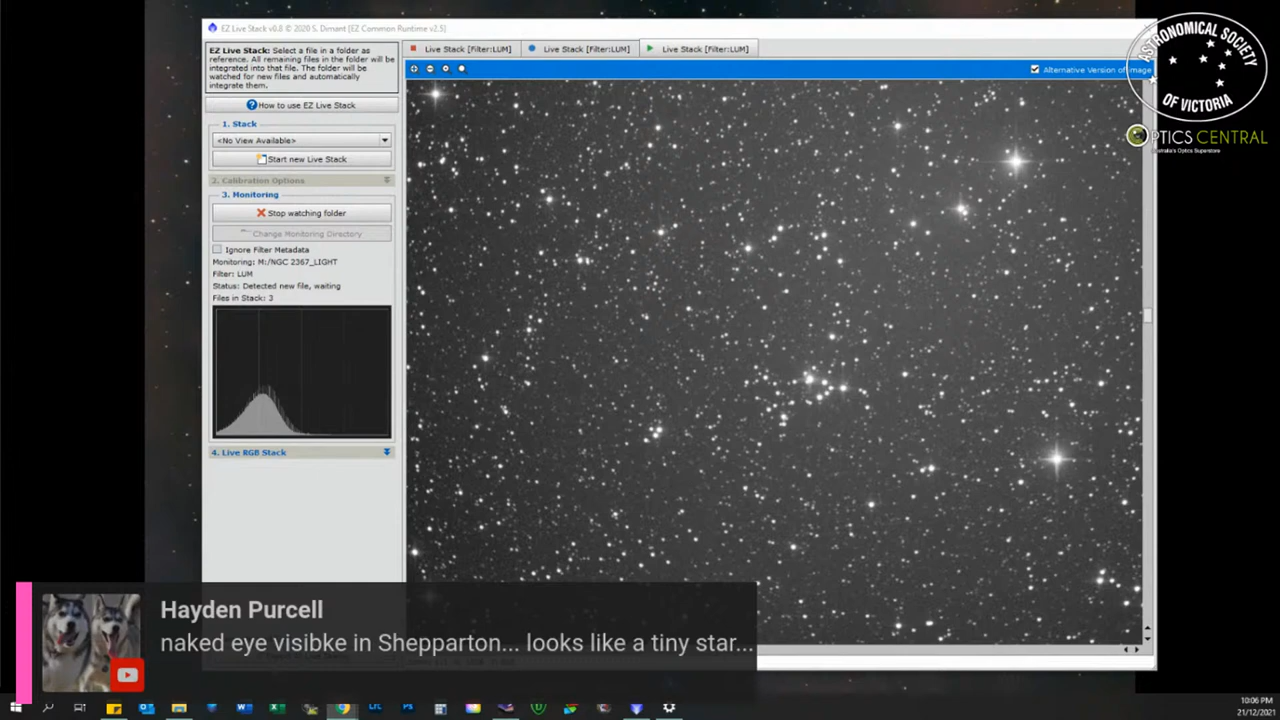 EZ Live Stack v0.8 © 2020 S. Dimant [EZ Common Runtime v2.5]
EZ Live Stack: Select a file in a folder as
reference. All remaining files in the folder will be
integrated into that file. The folder will be
watched for new files and automatically
integrate them.
How to use EZ Live Stack
1. Stack
<No View Available>
Start new Live Stack
2. Calibration Options
3. Monitoring
Stop watching folder
Change Monitoring Directory
Ignore Filter Metadata
Monitoring: M:/NGC 2367_LIGHT
Filter: LUM
Status: Detected new file, waiting
Files in Stack: 3
4. Live RGB Stack
Live Stack [Filter:LUM]
Live Stack [Filter:LUM]
Live Stack [Filter:LUM]
Alternative Version of Image
ASTRONOMICAL SOCIETY
OF VICTORIA
OPTICS CENTRAL
Australia's Optics Superstore
Hayden Purcell
naked eye visibke in Shepparton... looks like a tiny star...
10:06 PM
21/12/2021